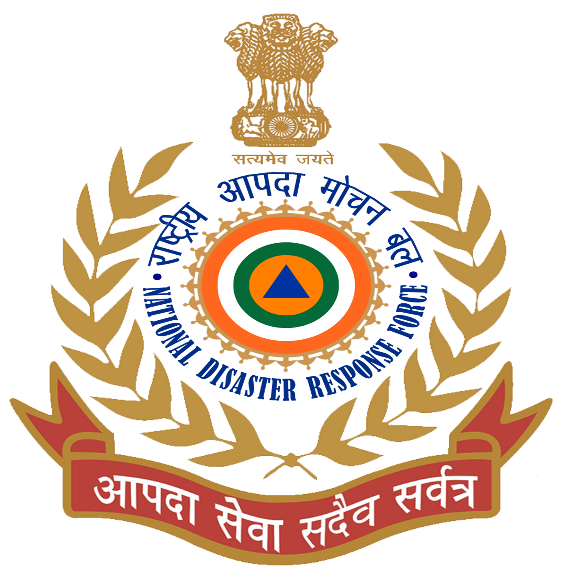 सत्यमेव जयते
• राष्ट्रीय आपदा मोचन बल •
NATIONAL DISASTER RESPONSE FORCE
आपदा सेवा सदैव सर्वत्र